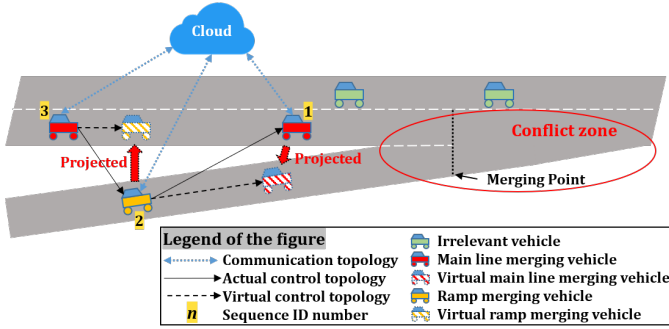 Cloud
3
1
Projected
Projected
Conflict zone
Merging Point
2
Legend of the figure
Communication topology
Actual control topology
Virtual control topology
n Sequence ID number
Irrelevant vehicle
Main line merging vehicle
Virtual main line merging vehicle
Ramp merging vehicle
Virtual ramp merging vehicle